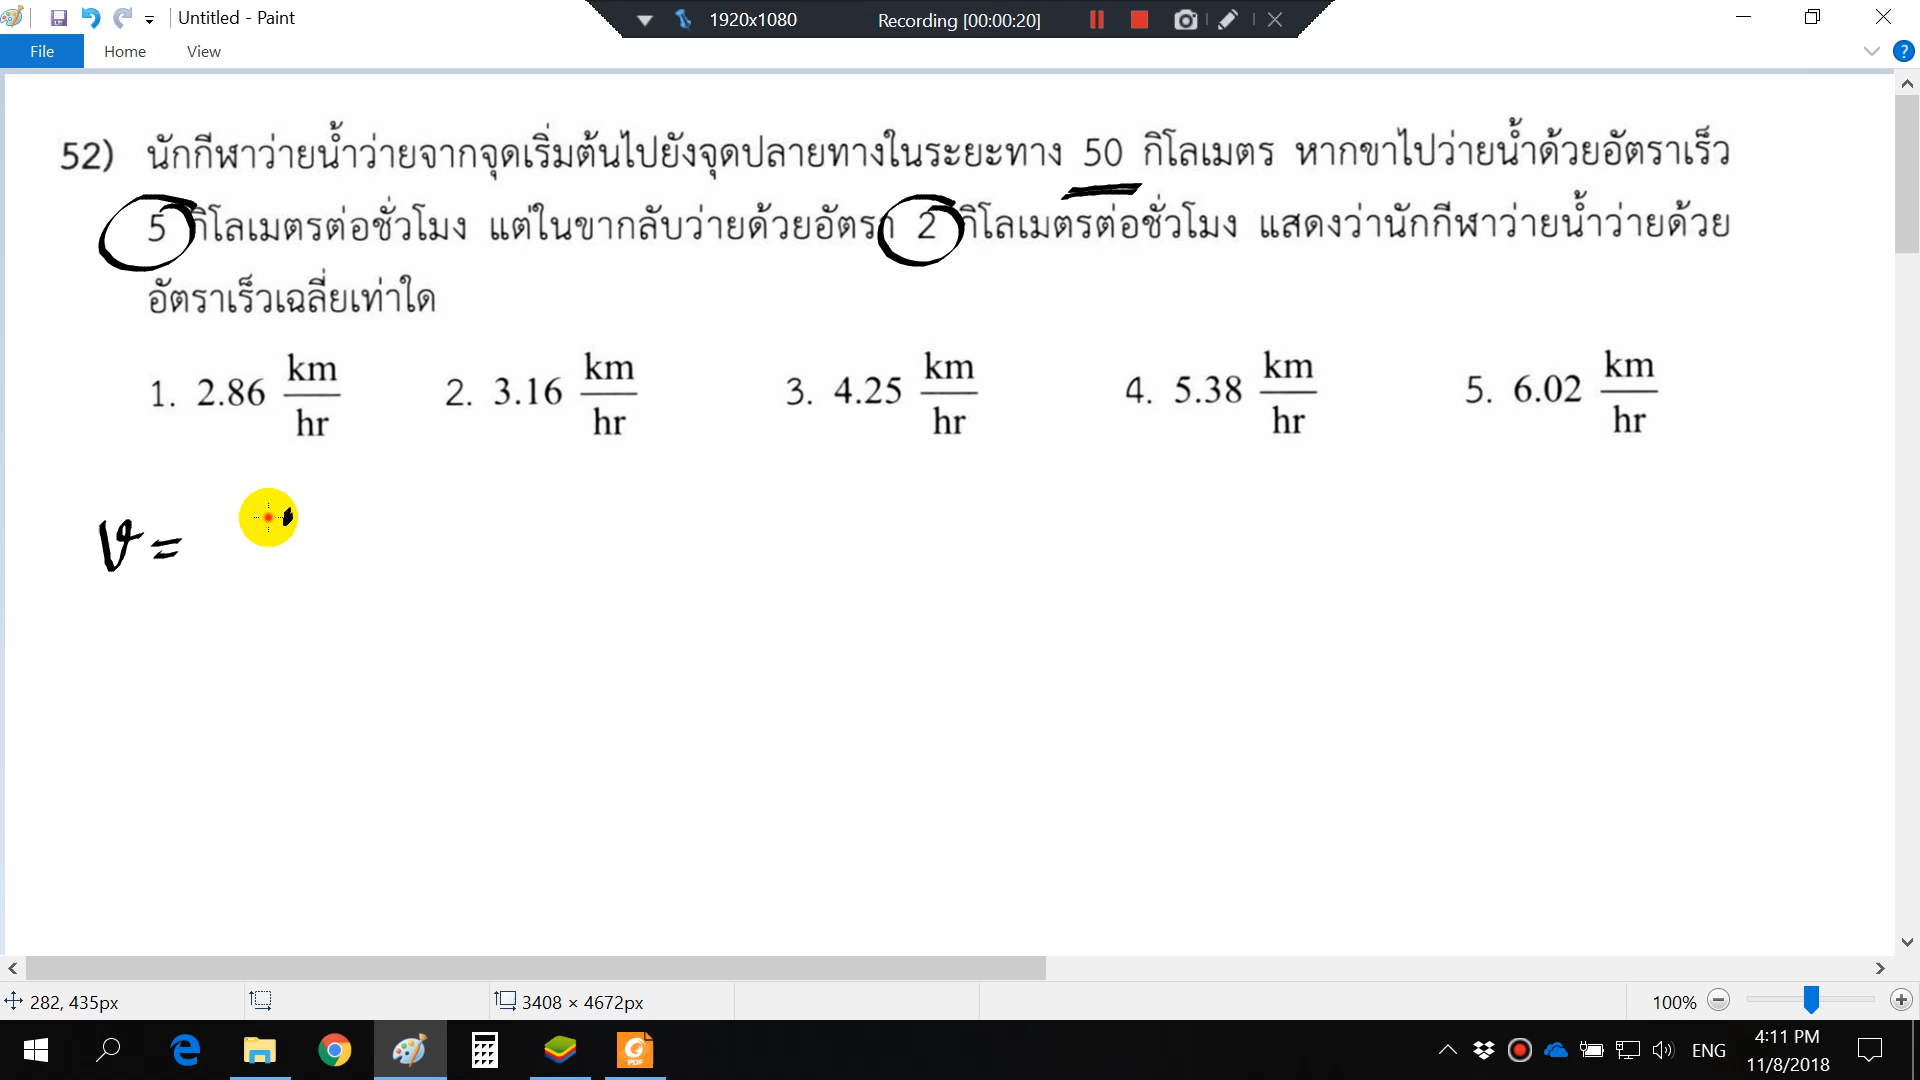 Untitled - Paint
1920x1080
Recording [00:00:20]
File
Home
View
52) นักกีฬาว่ายน้ำว่ายจากจุดเริ่มต้นไปยังจุดปลายทางในระยะทาง 50 กิโลเมตร หากขาไปว่ายน้ำด้วยอัตราเร็ว
5 กิโลเมตรต่อชั่วโมง แต่ในขากลับว่ายด้วยอัตรา 2 กิโลเมตรต่อชั่วโมง แสดงว่านักกีฬาว่ายน้ำว่ายด้วย
อัตราเร็วเฉลี่ยเท่าใด
1. 2.86 km/hr 2. 3.16 km/hr 3. 4.25 km/hr 4. 5.38 km/hr 5. 6.02 km/hr
v =
282, 435px
3408 × 4672px
100%
PDF
ENG
4:11 PM
11/8/2018